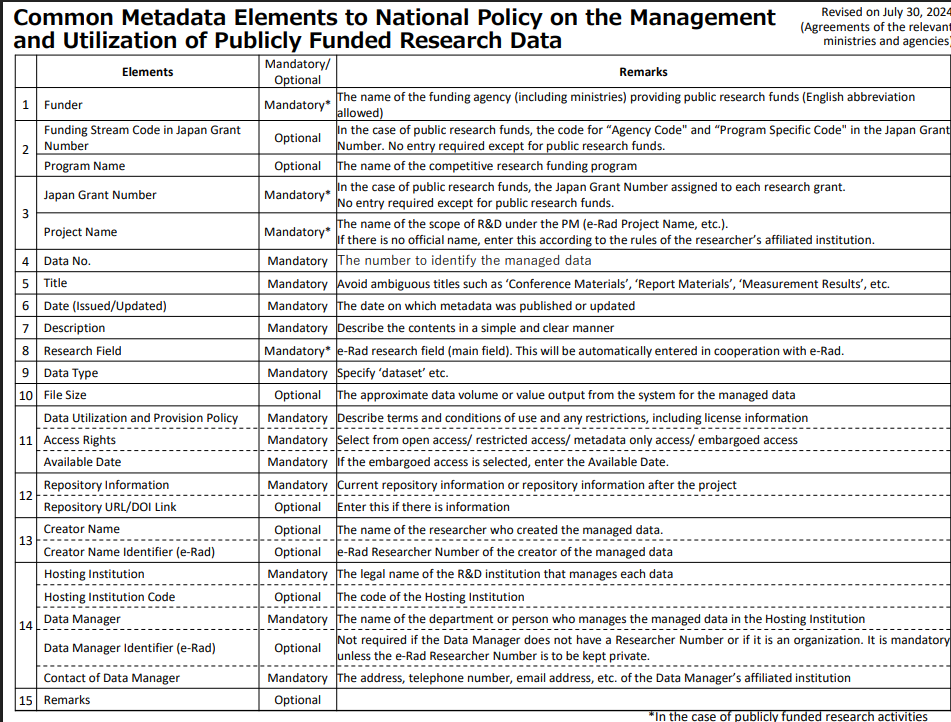 Common Metadata Elements to National Policy on the Management
and Utilization of Publicly Funded Research Data
Revised on July 30, 2024
(Agreements of the relevant
ministries and agencies)
Elements Mandatory/ Optional Remarks
1 Funder Mandatory* The name of the funding agency (including ministries) providing public research funds (English abbreviation
allowed)
2 Funding Stream Code in Japan Grant Number Optional In the case of public research funds, the code for “Agency Code" and “Program Specific Code" in the Japan Grant
Number. No entry required except for public research funds.
Program Name Optional The name of the competitive research funding program
3 Japan Grant Number Mandatory* In the case of public research funds, the Japan Grant Number assigned to each research grant.
No entry required except for public research funds.
Project Name Mandatory* The name of the scope of R&D under the PM (e-Rad Project Name, etc.).
If there is no official name, enter this according to the rules of the researcher’s affiliated institution.
4 Data No. Mandatory The number to identify the managed data
5 Title Mandatory Avoid ambiguous titles such as ‘Conference Materials’, ‘Report Materials’, ‘Measurement Results’, etc.
6 Date (Issued/Updated) Mandatory The date on which metadata was published or updated
7 Description Mandatory Describe the contents in a simple and clear manner
8 Research Field Mandatory* e-Rad research field (main field). This will be automatically entered in cooperation with e-Rad.
9 Data Type Mandatory Specify ‘dataset’ etc.
10 File Size Optional The approximate data volume or value output from the system for the managed data
11 Data Utilization and Provision Policy Mandatory Describe terms and conditions of use and any restrictions, including license information
Access Rights Mandatory Select from open access/ restricted access/ metadata only access/ embargoed access
Available Date Mandatory If the embargoed access is selected, enter the Available Date.
12 Repository Information Mandatory Current repository information or repository information after the project
Repository URL/DOI Link Optional Enter this if there is information
13 Creator Name Optional The name of the researcher who created the managed data.
Creator Name Identifier (e-Rad) Optional e-Rad Researcher Number of the creator of the managed data
14 Hosting Institution Mandatory The legal name of the R&D institution that manages each data
Hosting Institution Code Optional The code of the Hosting Institution
Data Manager Mandatory The name of the department or person who manages the managed data in the Hosting Institution
Data Manager Identifier (e-Rad) Optional Not required if the Data Manager does not have a Researcher Number or if it is an organization. It is mandatory
unless the e-Rad Researcher Number is to be kept private.
Contact of Data Manager Mandatory The address, telephone number, email address, etc. of the Data Manager’s affiliated institution
15 Remarks Optional
*In the case of publicly funded research activities